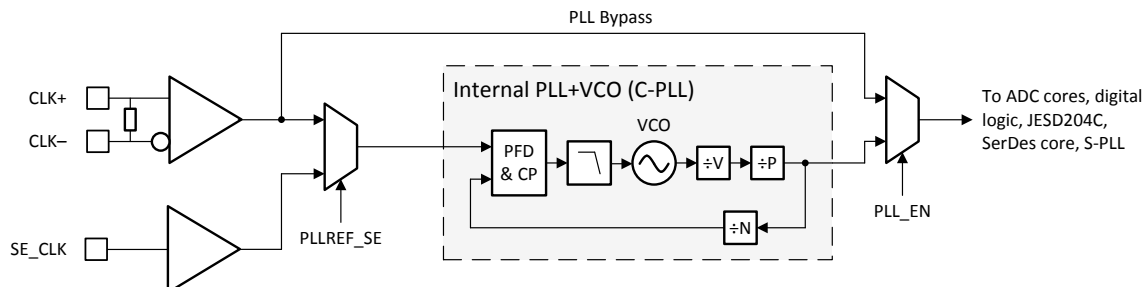 PLL Bypass
Internal PLL+VCO (C-PLL)
CLK+
CLK–
VCO
PFD
& CP
÷V
÷P
÷N
To ADC cores, digital
logic, JESD204C,
SerDes core, S-PLL
PLL_EN
SE_CLK
PLLREF_SE